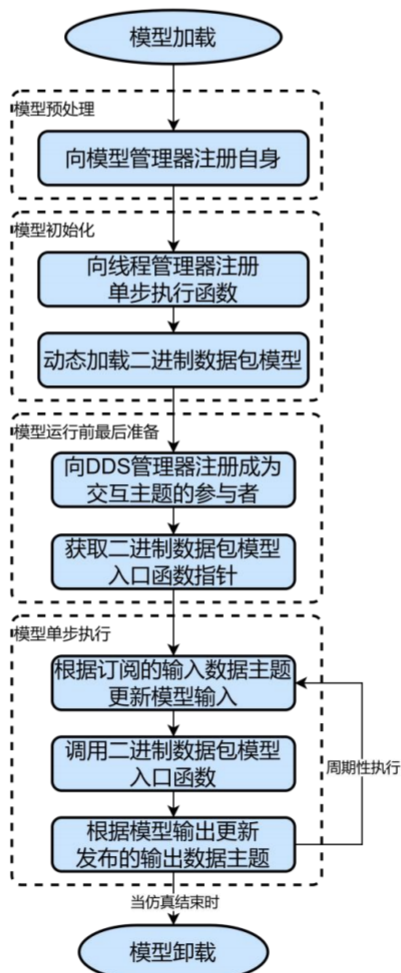 模型加载
模型预处理
向模型管理器注册自身
模型初始化
向线程管理器注册
单步执行函数
动态加载二进制数据包模型
模型运行前最后准备
向DDS管理器注册成为
交互主题的参与者
获取二进制数据包模型
入口函数指针
模型单步执行
根据订阅的输入数据主题
更新模型输入
调用二进制数据包模型
入口函数
周期性执行
根据模型输出更新
发布的输出数据主题
当仿真结束时
模型卸载